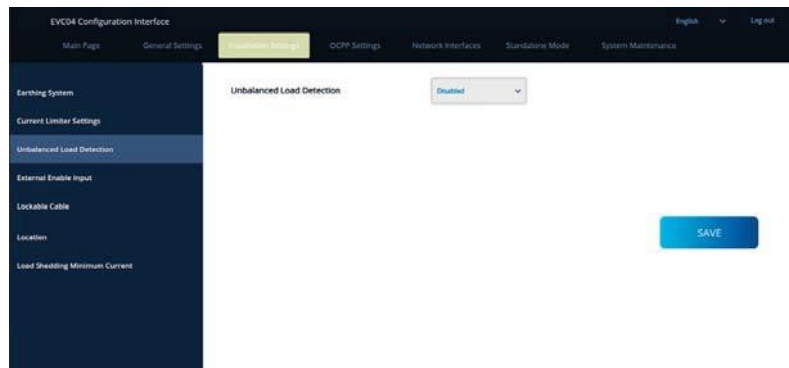 EVC04 Configuration Interface
English
Log out
Main Page
General Settings
Installation Settings
OCPP Settings
Network Interfaces
Standalone Mode
System Maintenance
Earthing System
Current Limiter Settings
Unbalanced Load Detection
External Enable Input
Lockable Cable
Location
Load Shedding Minimum Current
Unbalanced Load Detection
Disabled
SAVE